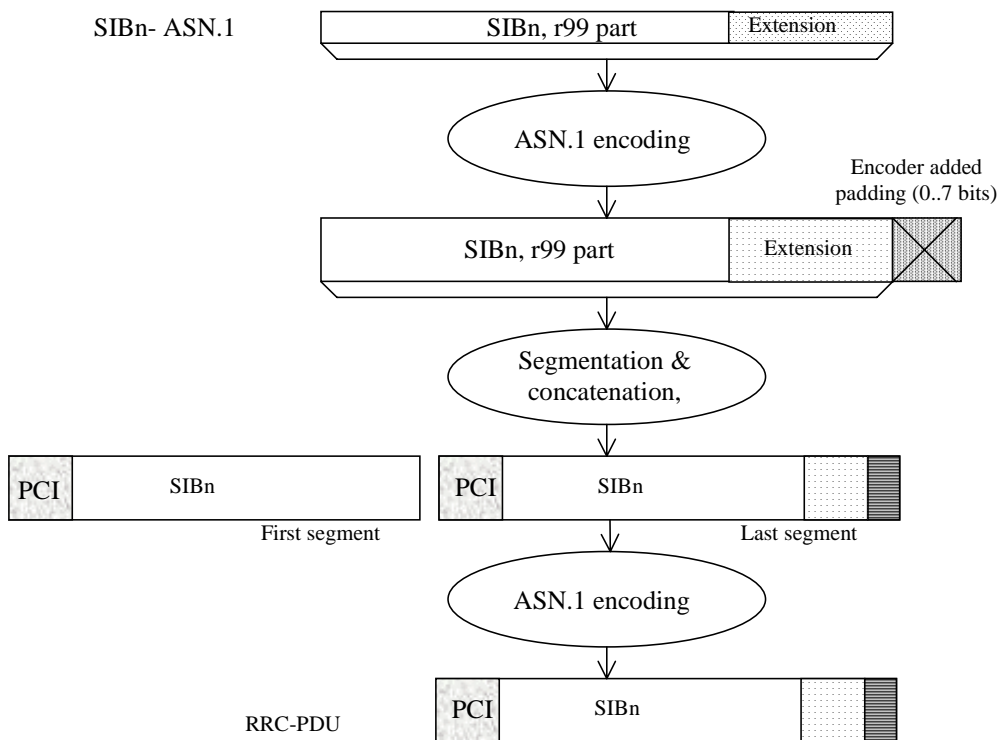 SIBn- ASN.1
SIBn, r99 part
Extension
ASN.1 encoding
Encoder added
padding (0..7 bits)
SIBn, r99 part
Extension
Segmentation &
concatenation,
PCI
SIBn
PCI
SIBn
First segment
Last segment
ASN.1 encoding
PCI
SIBn
RRC-PDU